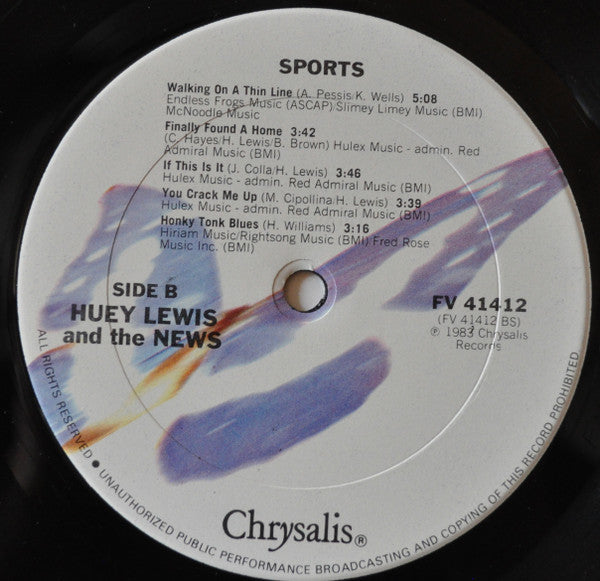 SPORTS
Walking On A Thin Line (A. Pessis/K. Wells) 5:08
Endless Frogs Music (ASCAP)/Slimey Limey Music (BMI)
McNoodle Music
Finally Found A Home 3:42
(C. Hayes/H. Lewis/B. Brown) Hulex Music - admin. Red
Admiral Music (BMI)
If This Is It (J. Colla/H. Lewis) 3:46
Hulex Music - admin. Red Admiral Music (BMI)
You Crack Me Up (M. Cipollina/H. Lewis) 3:39
Hulex Music - admin. Red Admiral Music (BMI)
Honky Tonk Blues (H. Williams) 3:16
Hiriam Music/Rightsong Music (BMI) Fred Rose
Music Inc. (BMI)
SIDE B
HUEY LEWIS
and the NEWS
FV 41412
(FV 41412 BS)
℗ 1983 Chrysalis
Records
Chrysalis®
ALL RIGHTS RESERVED • UNAUTHORIZED PUBLIC PERFORMANCE BROADCASTING AND COPYING OF THIS RECORD PROHIBITED